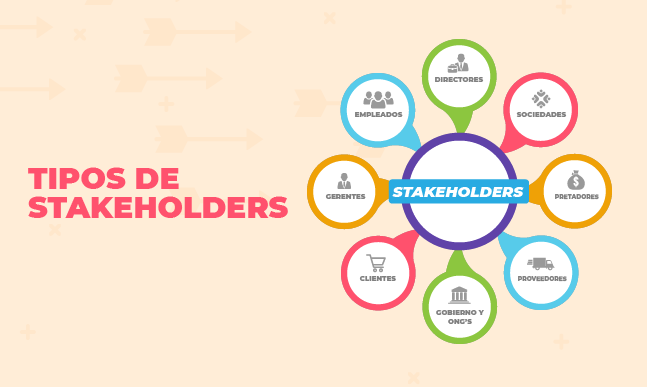 TIPOS DE
STAKEHOLDERS
DIRECTORES
SOCIEDADES
PRETADORES
PROVEEDORES
GOBIERNO Y
ONG'S
CLIENTES
GERENTES
EMPLEADOS
STAKEHOLDERS